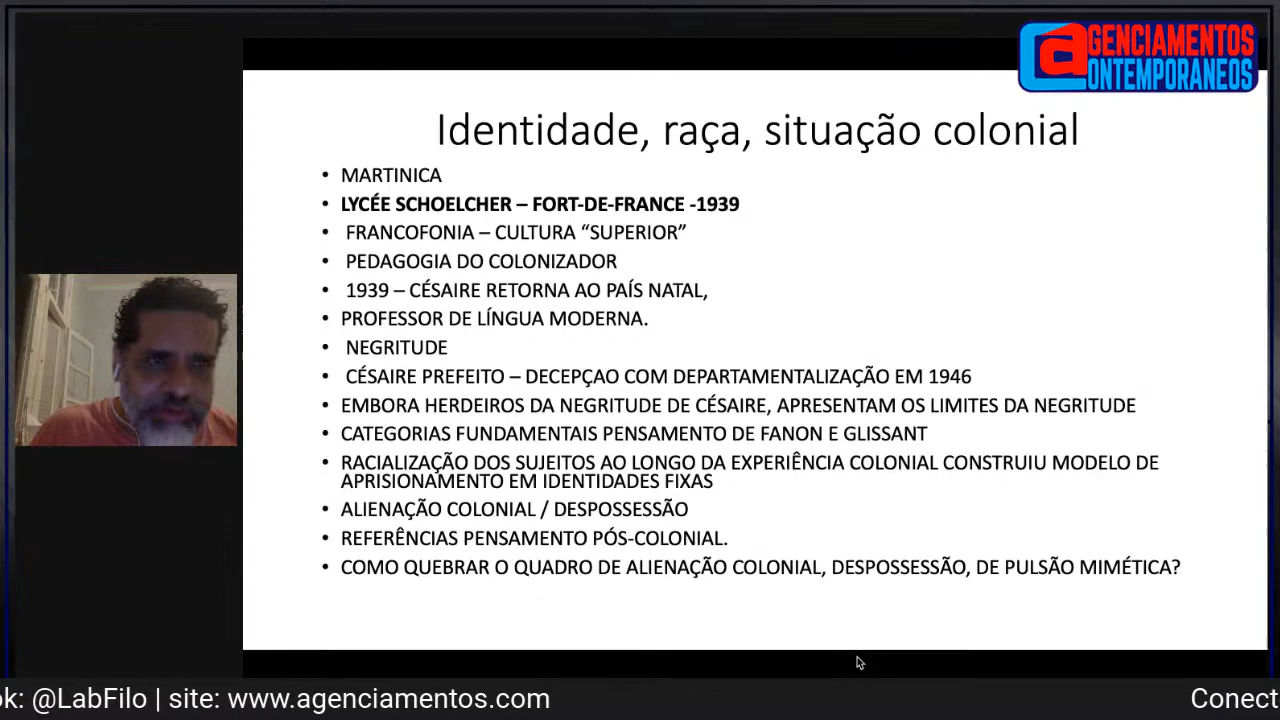 AGENCIAMENTOS
CONTEMPORANEOS
Identidade, raça, situação colonial
• MARTINICA
• LYCÉE SCHOELCHER – FORT-DE-FRANCE -1939
• FRANCOFONIA – CULTURA “SUPERIOR”
• PEDAGOGIA DO COLONIZADOR
• 1939 – CÉSAIRE RETORNA AO PAÍS NATAL,
• PROFESSOR DE LÍNGUA MODERNA.
• NEGRITUDE
• CÉSAIRE PREFEITO – DECEPÇAO COM DEPARTAMENTALIZAÇÃO EM 1946
• EMBORA HERDEIROS DA NEGRITUDE DE CÉSAIRE, APRESENTAM OS LIMITES DA NEGRITUDE
• CATEGORIAS FUNDAMENTAIS PENSAMENTO DE FANON E GLISSANT
• RACIALIZAÇÃO DOS SUJEITOS AO LONGO DA EXPERIÊNCIA COLONIAL CONSTRUIU MODELO DE
APRISIONAMENTO EM IDENTIDADES FIXAS
• ALIENAÇÃO COLONIAL / DESPOSSESSÃO
• REFERÊNCIAS PENSAMENTO PÓS-COLONIAL.
• COMO QUEBRAR O QUADRO DE ALIENAÇÃO COLONIAL, DESPOSSESSÃO, DE PULSÃO MIMÉTICA?
ok: @LabFilo | site: www.agenciamentos.com
Conect